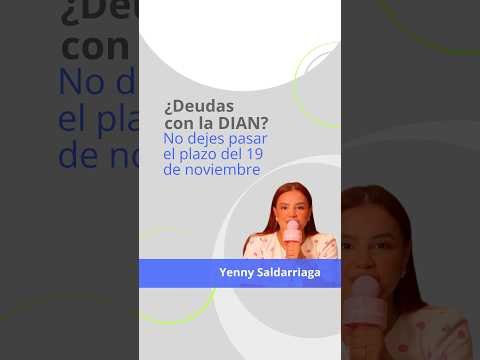 ¿Deudas
con la DIAN?
No dejes pasar
el plazo del 19
de noviembre
Yenny Saldarriaga